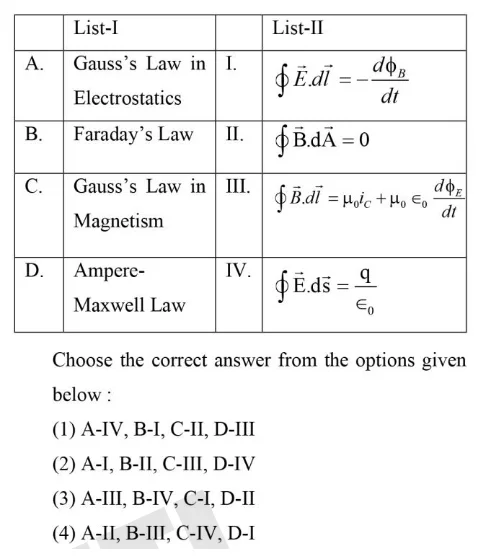 List-I List-II
A. Gauss's Law in I. ∮ E⃗.dl⃗ = − dϕ_B
Electrostatics dt
B. Faraday's Law II. ∮ B⃗.dA⃗ = 0
C. Gauss's Law in III. ∮ B⃗.dl⃗ = μ₀i_C + μ₀ ∈₀ dϕ_E
Magnetism dt
D. Ampere- IV. ∮ E⃗.ds⃗ = q
Maxwell Law ∈₀
Choose the correct answer from the options given
below :
(1) A-IV, B-I, C-II, D-III
(2) A-I, B-II, C-III, D-IV
(3) A-III, B-IV, C-I, D-II
(4) A-II, B-III, C-IV, D-I